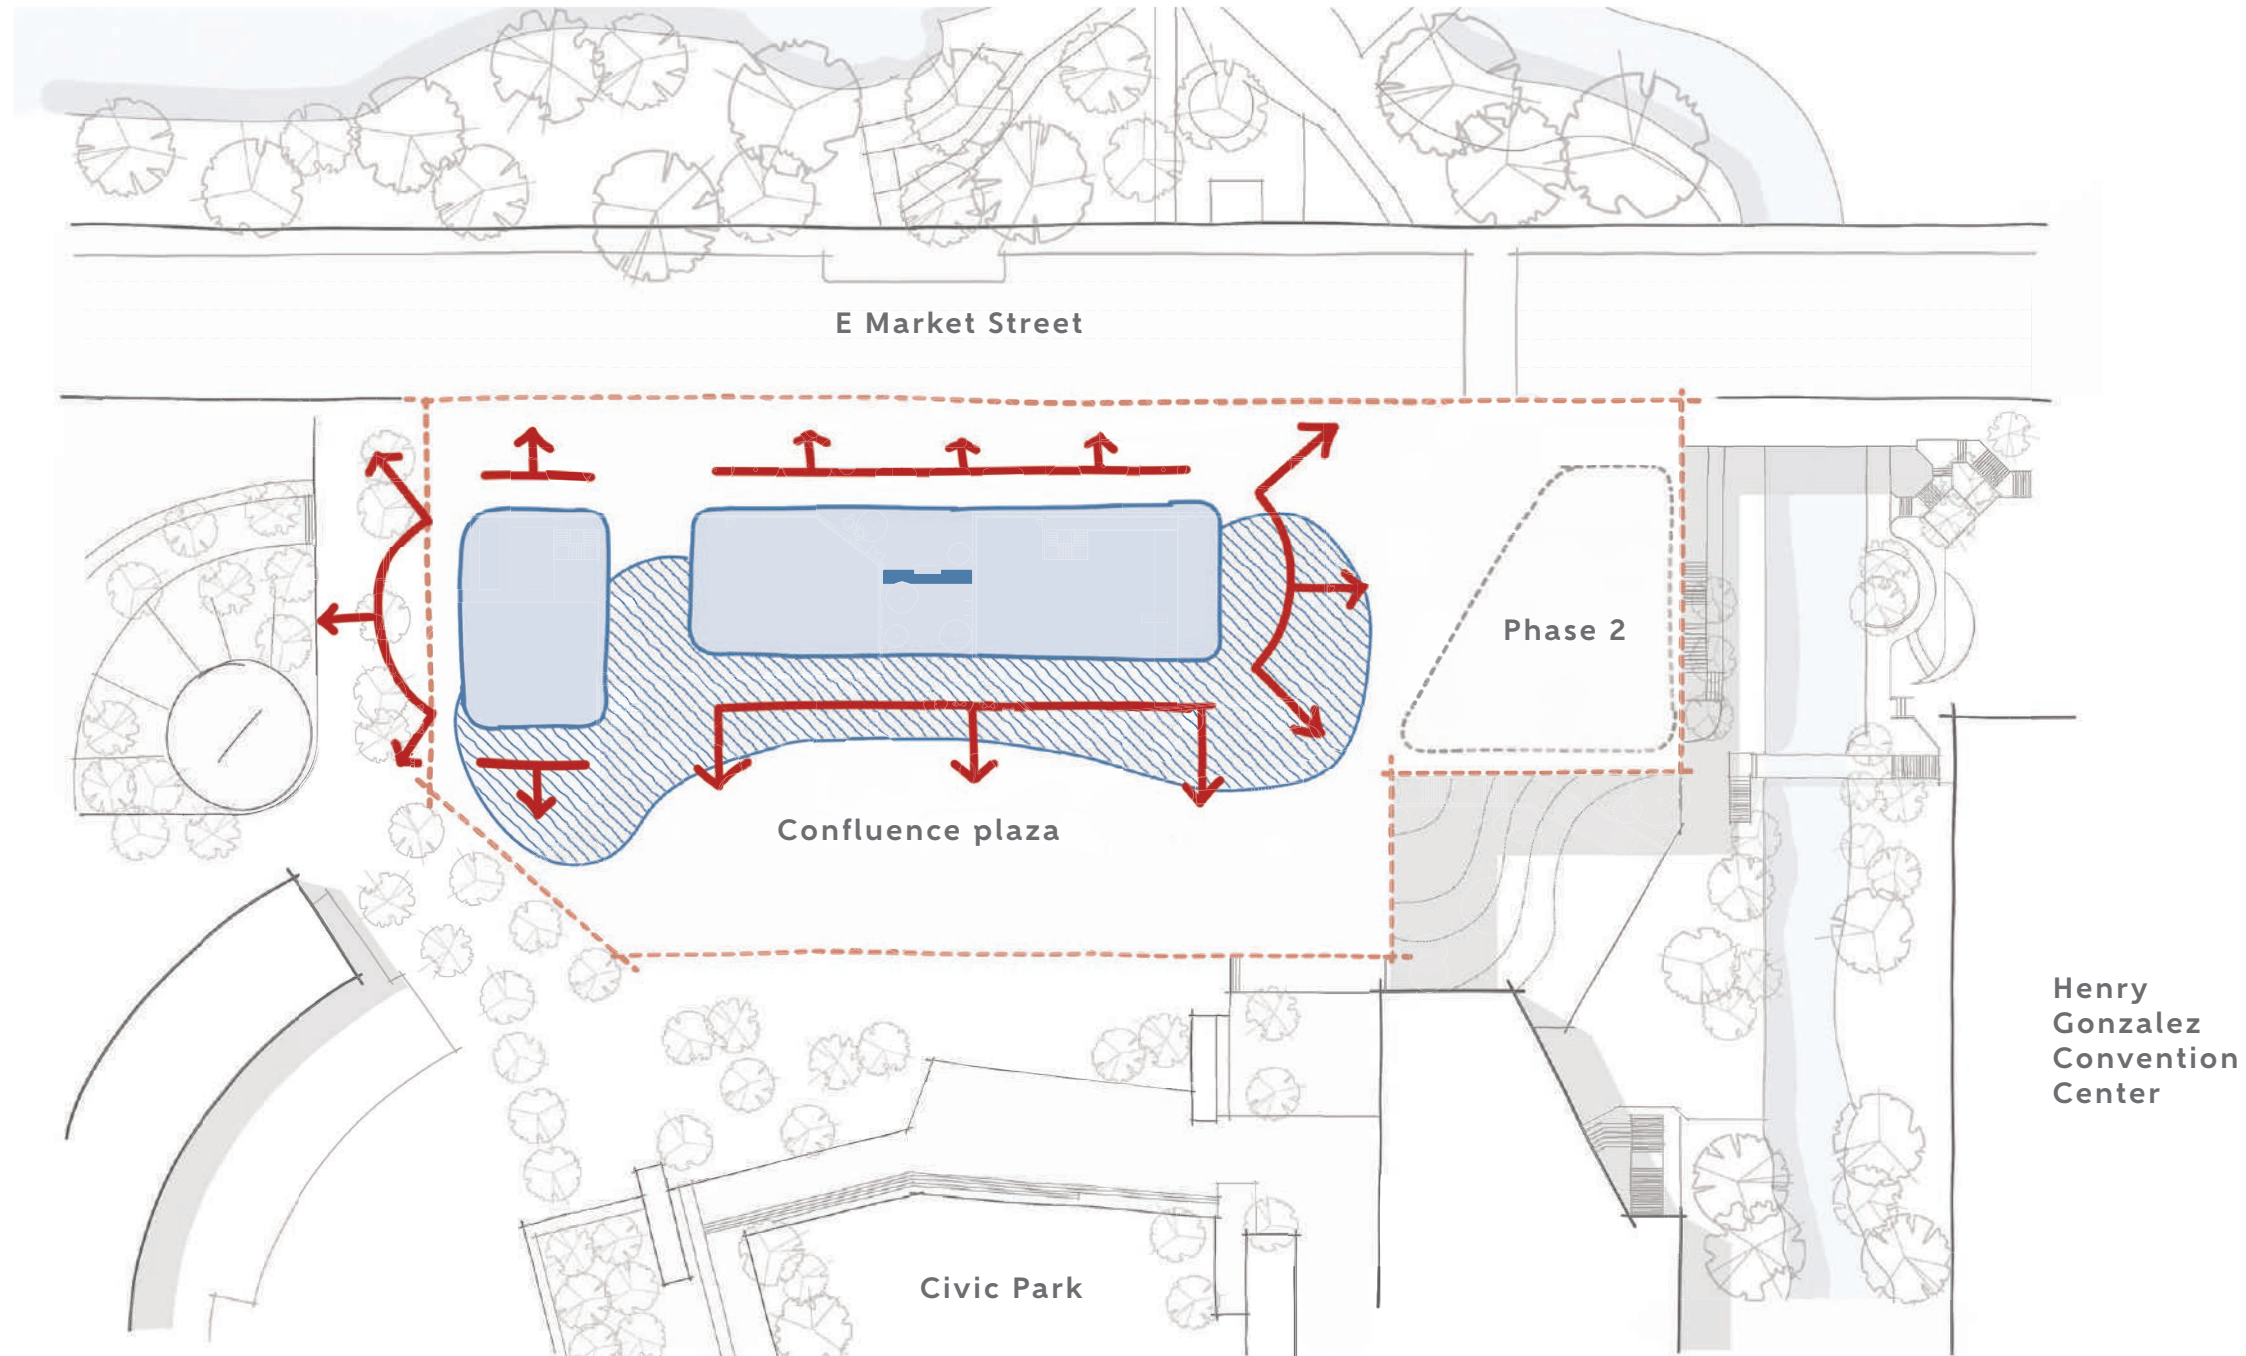 E Market Street
Phase 2
Confluence plaza
Henry
Gonzalez
Convention
Center
Civic Park